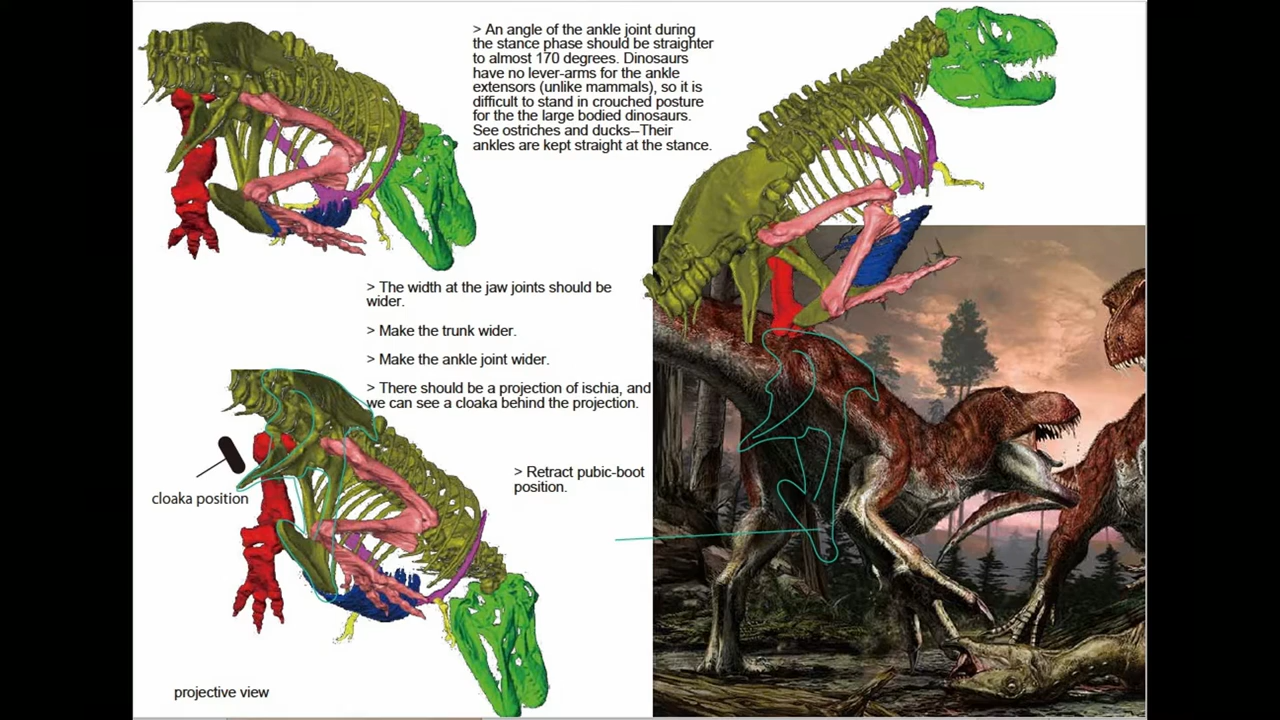 > An angle of the ankle joint during
the stance phase should be straighter
to almost 170 degrees. Dinosaurs
have no lever-arms for the ankle
extensors (unlike mammals), so it is
difficult to stand in crouched posture
for the the large bodied dinosaurs.
See ostriches and ducks--Their
ankles are kept straight at the stance.
> The width at the jaw joints should be
wider.
> Make the trunk wider.
> Make the ankle joint wider.
> There should be a projection of ischia, and
we can see a cloaka behind the projection.
> Retract pubic-boot
position.
cloaka position
projective view